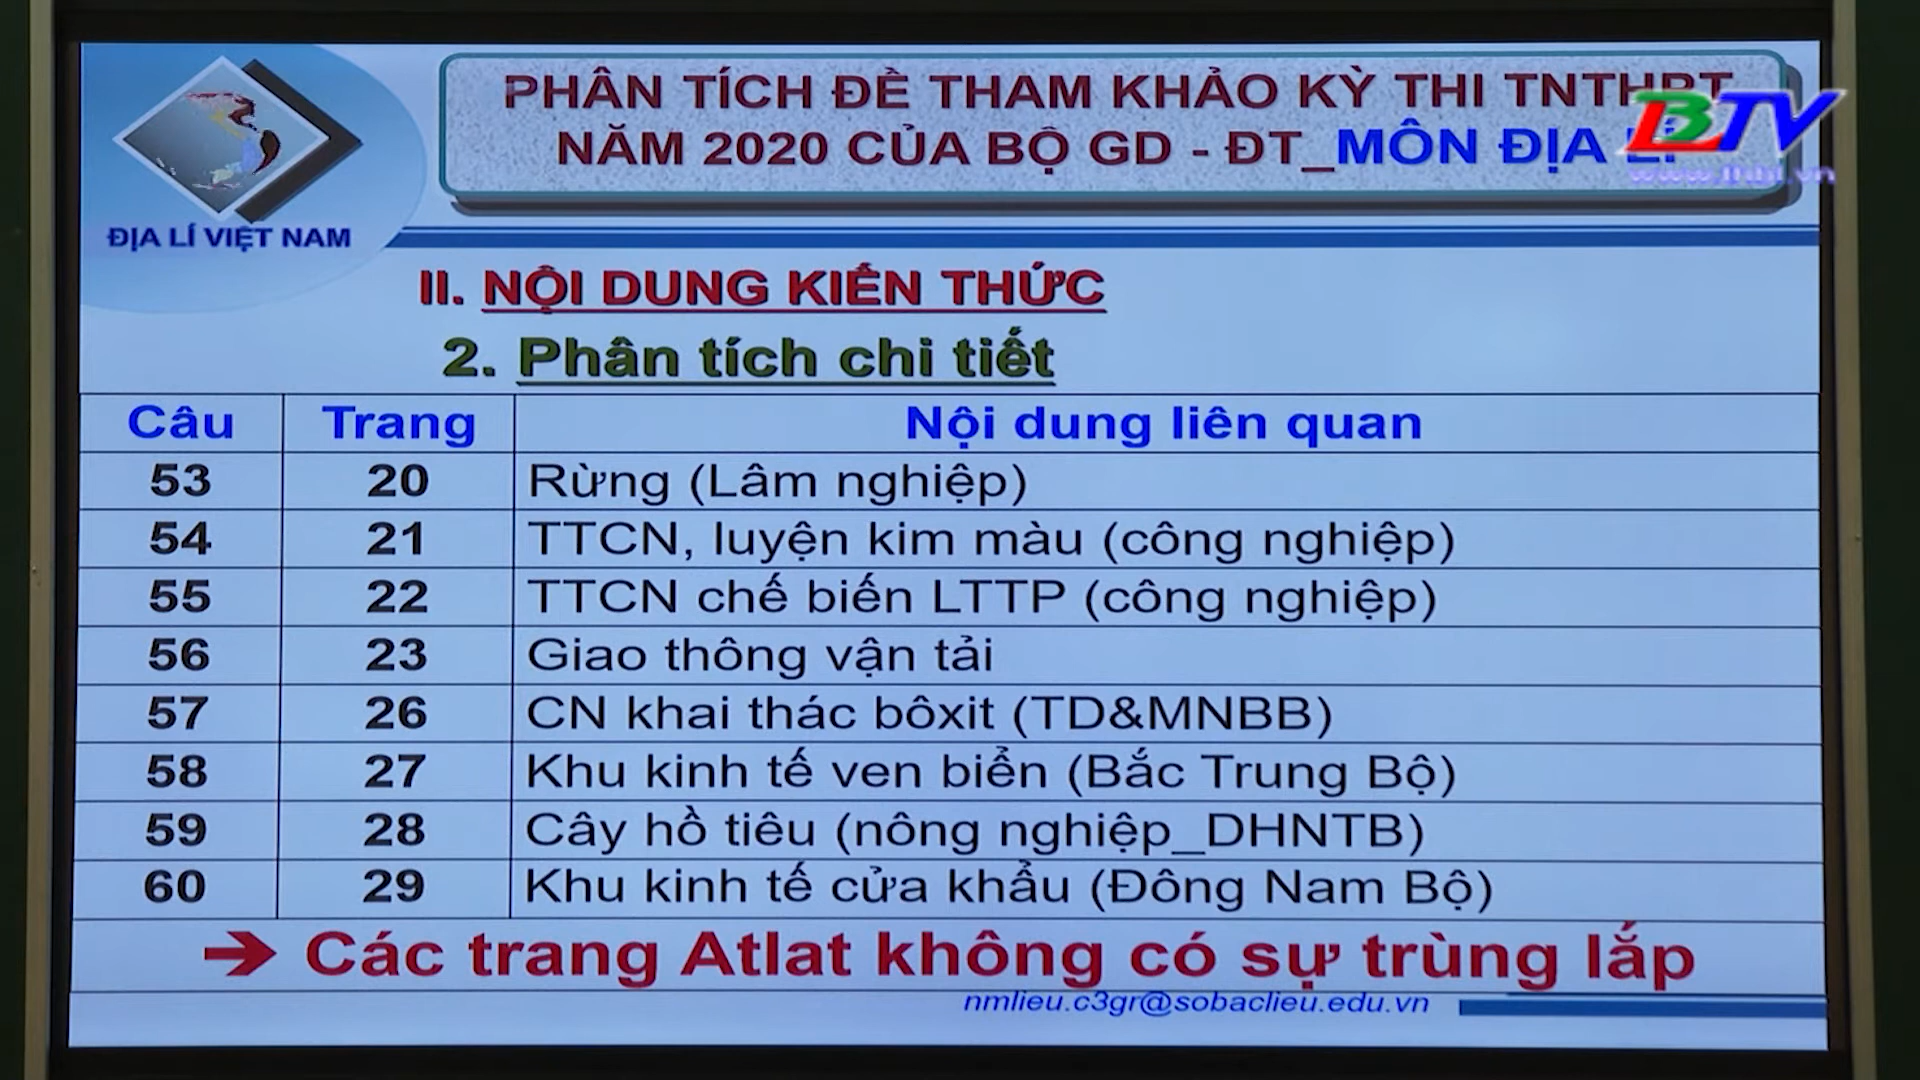 PHÂN TÍCH ĐỀ THAM KHẢO KỲ THI TNTHPT
NĂM 2020 CỦA BỘ GD - ĐT_MÔN ĐỊA LÍ
BTV
ĐỊA LÍ VIỆT NAM
II. NỘI DUNG KIẾN THỨC
2. Phân tích chi tiết
Câu Trang Nội dung liên quan
53 20 Rừng (Lâm nghiệp)
54 21 TTCN, luyện kim màu (công nghiệp)
55 22 TTCN chế biến LTTP (công nghiệp)
56 23 Giao thông vận tải
57 26 CN khai thác bôxit (TD&MNBB)
58 27 Khu kinh tế ven biển (Bắc Trung Bộ)
59 28 Cây hồ tiêu (nông nghiệp_DHNTB)
60 29 Khu kinh tế cửa khẩu (Đông Nam Bộ)
➔ Các trang Atlat không có sự trùng lắp
nmlieu.c3gr@sobaclieu.edu.vn